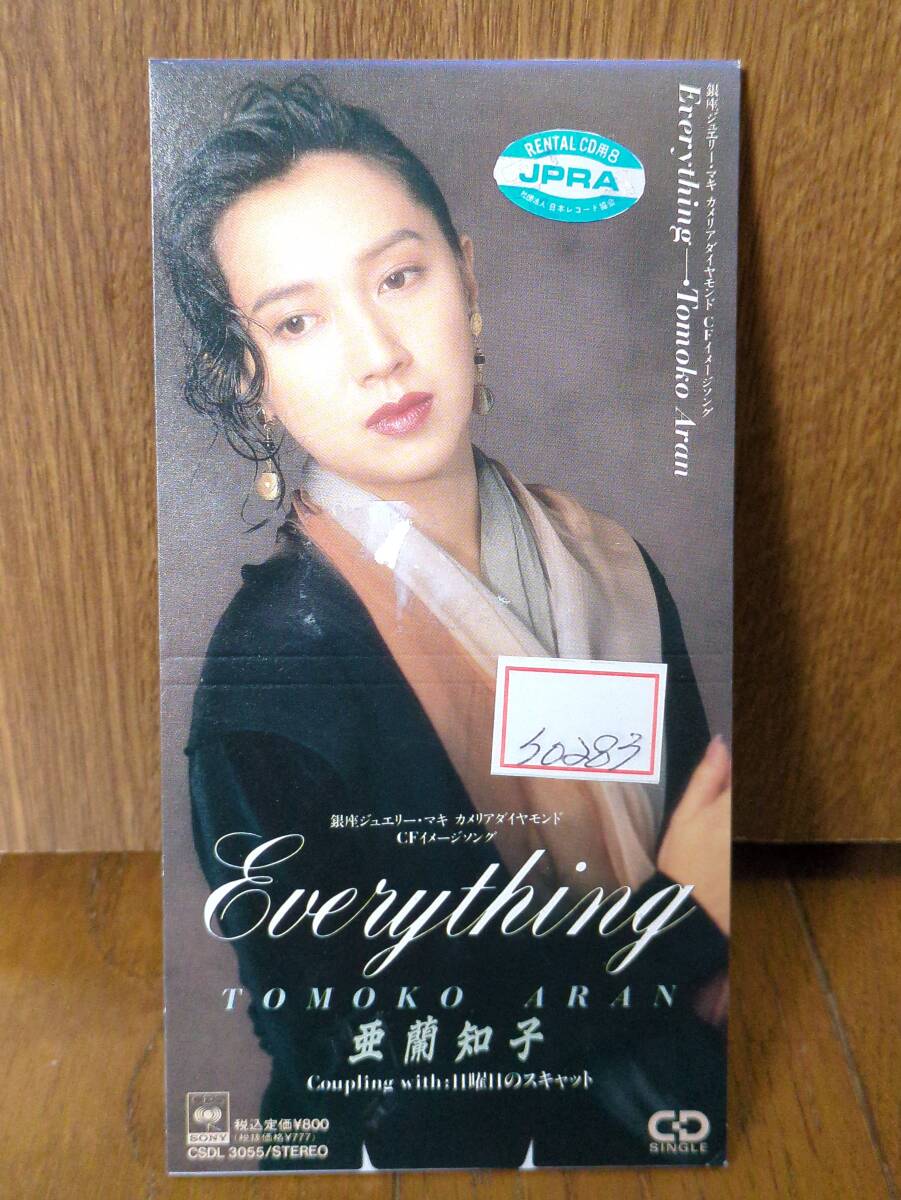 銀座ジュエリー・マキ カメリアダイヤモンド CFイメージソング
Everything—Tomoko Aran
RENTAL CD用8
JPRA
社団法人 日本レコード協会
50283
銀座ジュエリー・マキ カメリアダイヤモンド
CFイメージソング
Everything
TOMOKO ARAN
亜蘭知子
Coupling with:日曜日のスキャット
CBS
SONY
税込定価¥800
(税抜価格¥777)
CSDL 3055/STEREO
CD
SINGLE